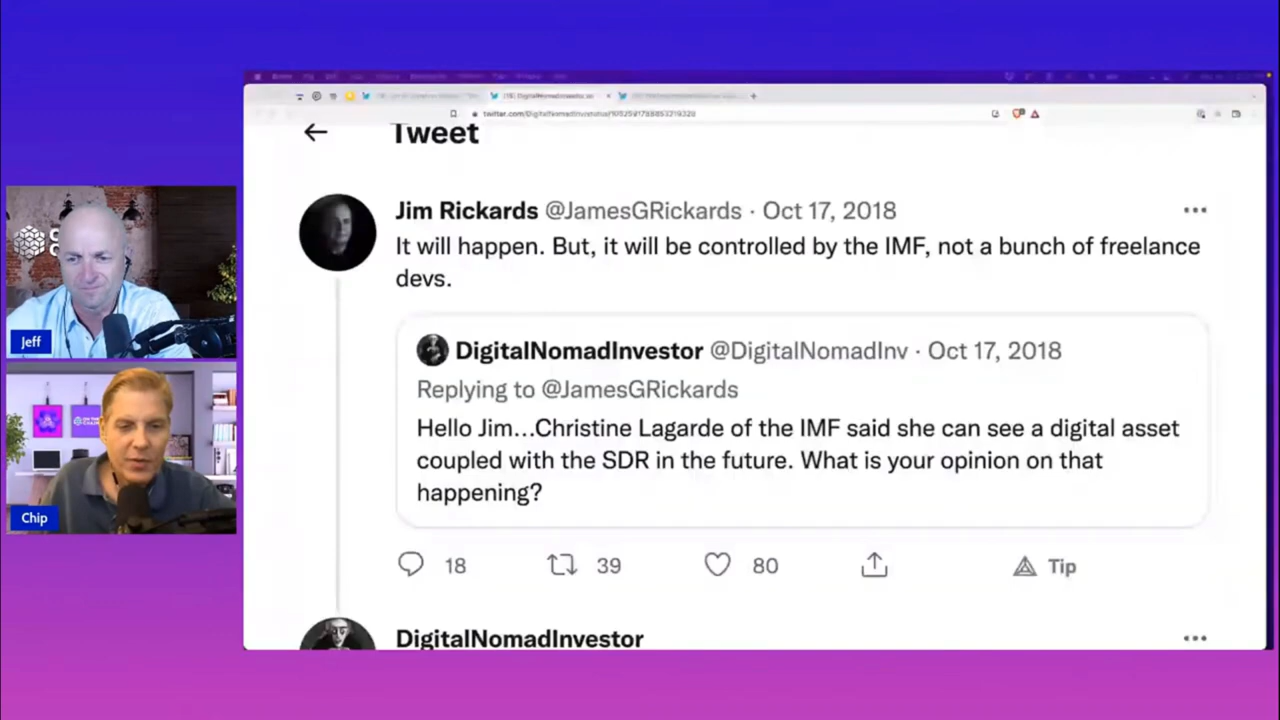 Tweet
Jim Rickards @JamesGRickards · Oct 17, 2018
It will happen. But, it will be controlled by the IMF, not a bunch of freelance
devs.
DigitalNomadInvestor @DigitalNomadInv · Oct 17, 2018
Replying to @JamesGRickards
Hello Jim...Christine Lagarde of the IMF said she can see a digital asset
coupled with the SDR in the future. What is your opinion on that
happening?
18
39
80
Tip
DigitalNomadInvestor
Jeff
Chip